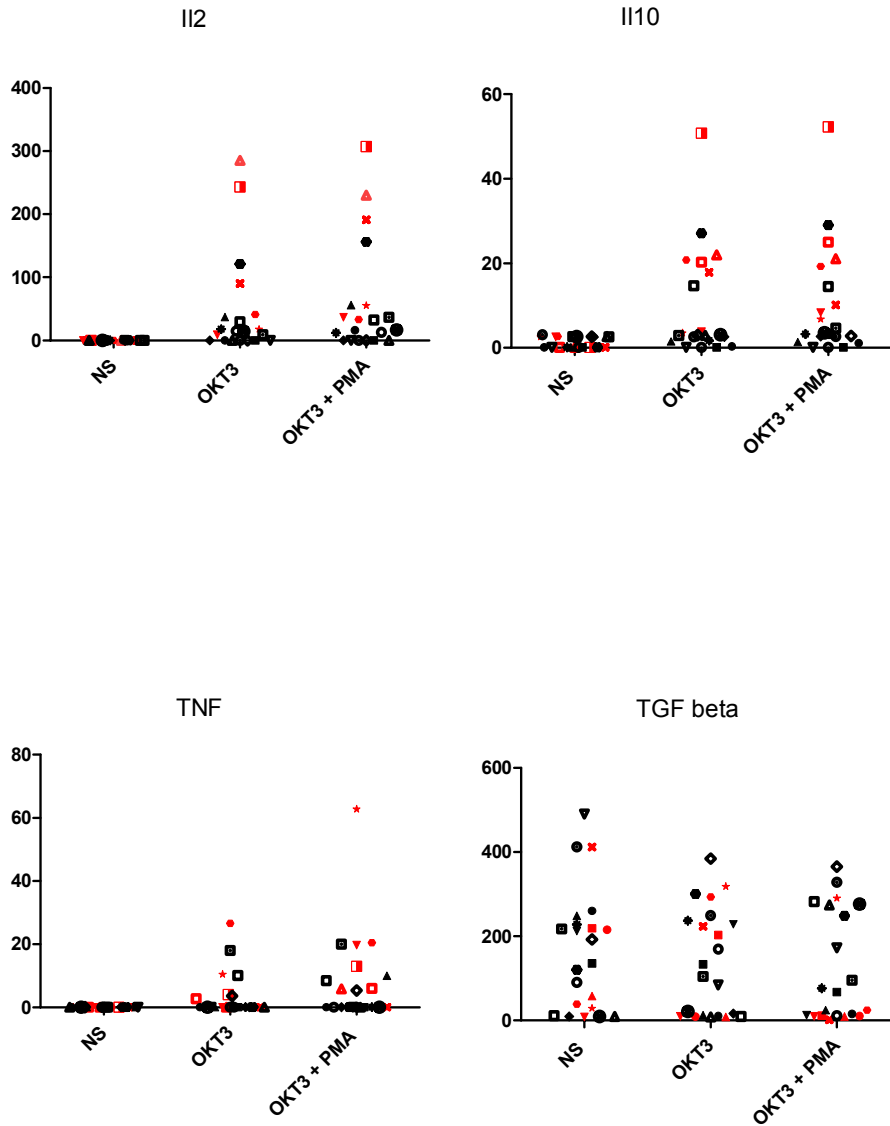 Il2
400
300
200
100
0
NS
OKT3
OKT3 + PMA
Il10
60
40
20
0
NS
OKT3
OKT3 + PMA
TNF
80
60
40
20
0
NS
OKT3
OKT3 + PMA
TGF beta
600
400
200
0
NS
OKT3
OKT3 + PMA